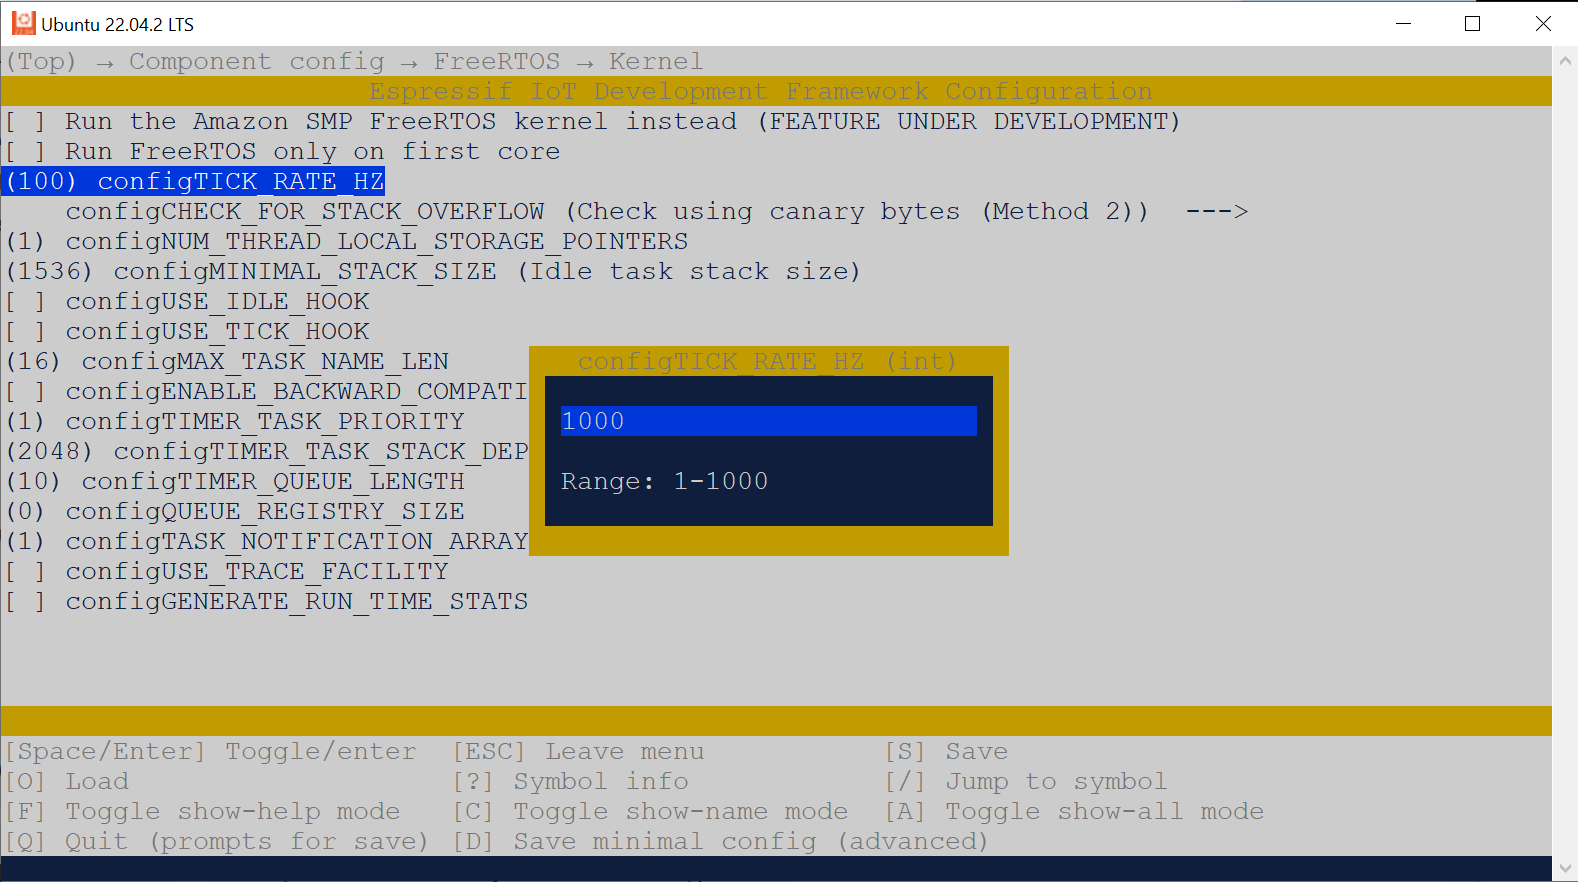 Ubuntu 22.04.2 LTS
(Top) → Component config → FreeRTOS → Kernel
Espressif IoT Development Framework Configuration
[ ] Run the Amazon SMP FreeRTOS kernel instead (FEATURE UNDER DEVELOPMENT)
[ ] Run FreeRTOS only on first core
(100) configTICK_RATE_HZ
configCHECK_FOR_STACK_OVERFLOW (Check using canary bytes (Method 2)) --->
(1) configNUM_THREAD_LOCAL_STORAGE_POINTERS
(1536) configMINIMAL_STACK_SIZE (Idle task stack size)
[ ] configUSE_IDLE_HOOK
[ ] configUSE_TICK_HOOK
(16) configMAX_TASK_NAME_LEN
[ ] configENABLE_BACKWARD_COMPATI
(1) configTIMER_TASK_PRIORITY
(2048) configTIMER_TASK_STACK_DEP
(10) configTIMER_QUEUE_LENGTH
(0) configQUEUE_REGISTRY_SIZE
(1) configTASK_NOTIFICATION_ARRAY
[ ] configUSE_TRACE_FACILITY
[ ] configGENERATE_RUN_TIME_STATS
configTICK_RATE_HZ (int)
1000
Range: 1-1000
[Space/Enter] Toggle/enter [ESC] Leave menu [S] Save
[O] Load [?] Symbol info [/] Jump to symbol
[F] Toggle show-help mode [C] Toggle show-name mode [A] Toggle show-all mode
[Q] Quit (prompts for save) [D] Save minimal config (advanced)